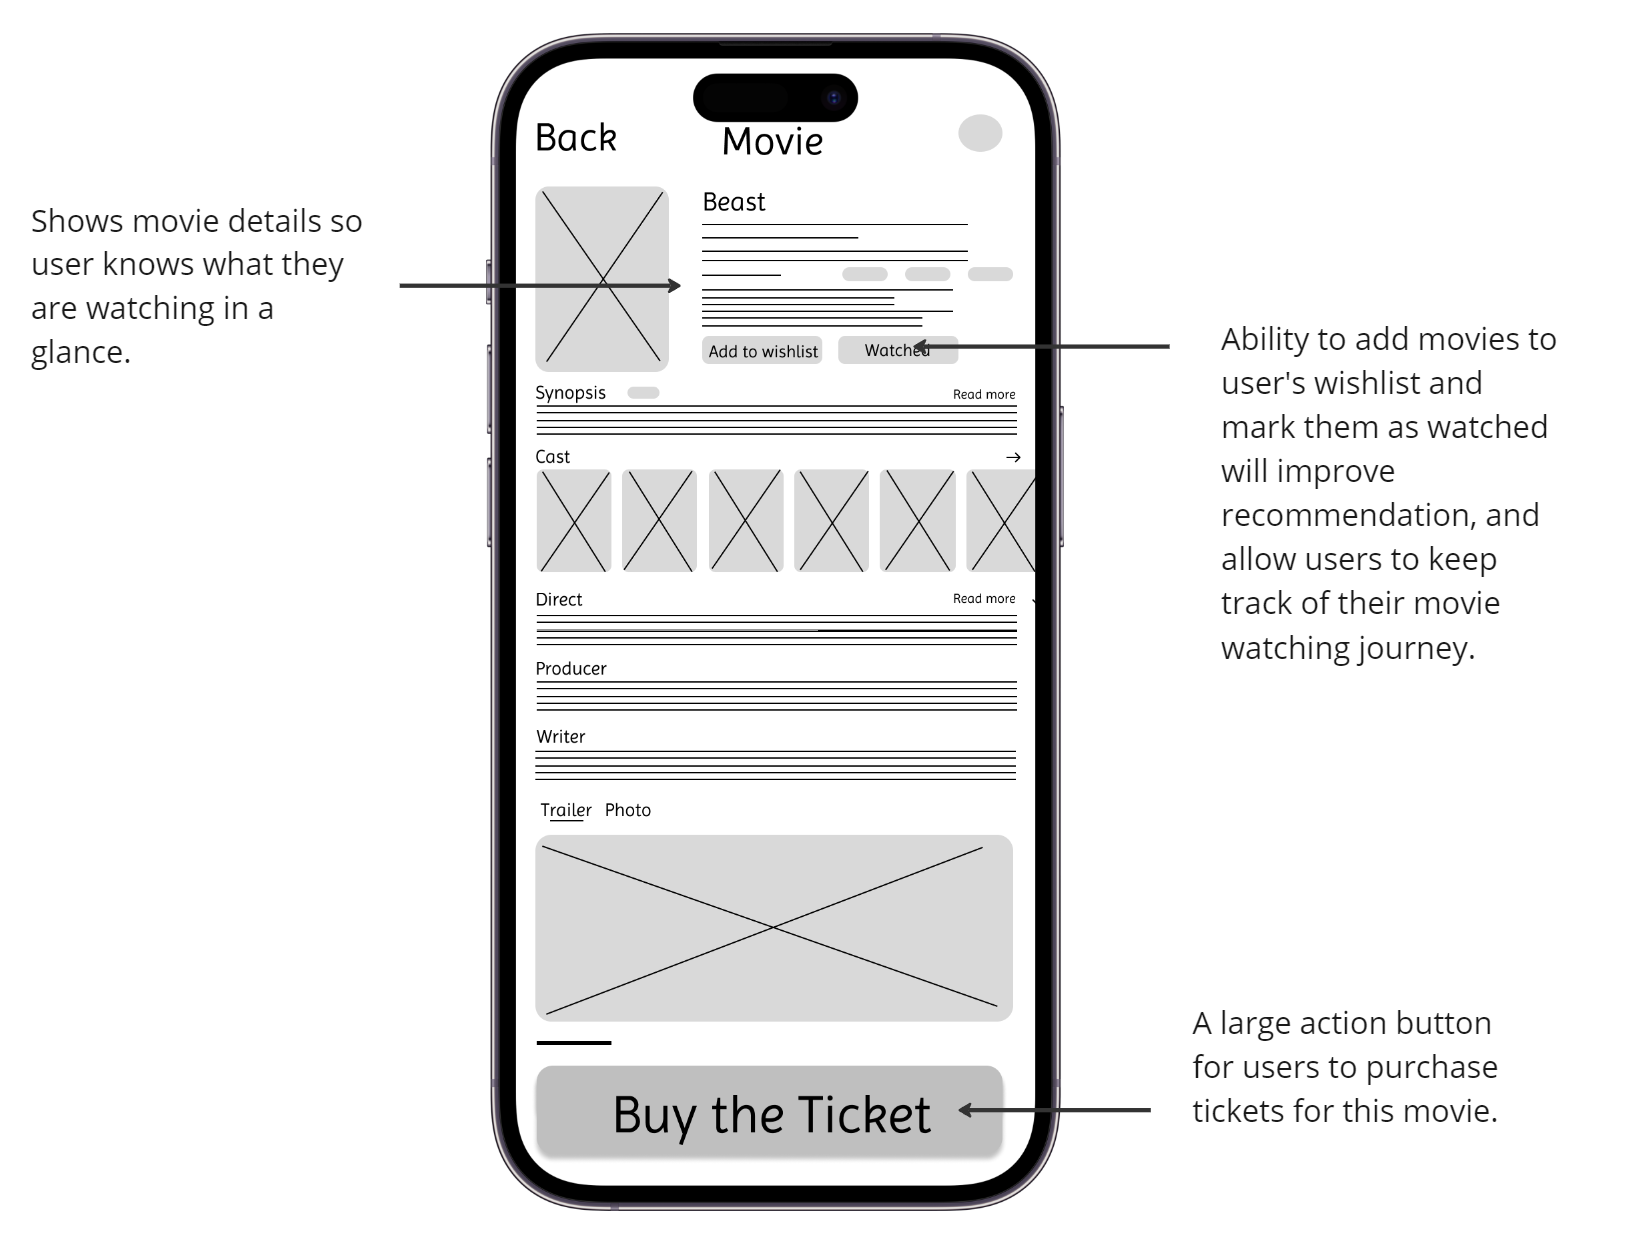 Back
Movie
Shows movie details so
user knows what they
are watching in a
glance.
Beast
Add to wishlist
Watched
Ability to add movies to
user's wishlist and
mark them as watched
will improve
recommendation, and
allow users to keep
track of their movie
watching journey.
Synopsis
Read more
Cast
Direct
Read more
Producer
Writer
Trailer Photo
Buy the Ticket
A large action button
for users to purchase
tickets for this movie.